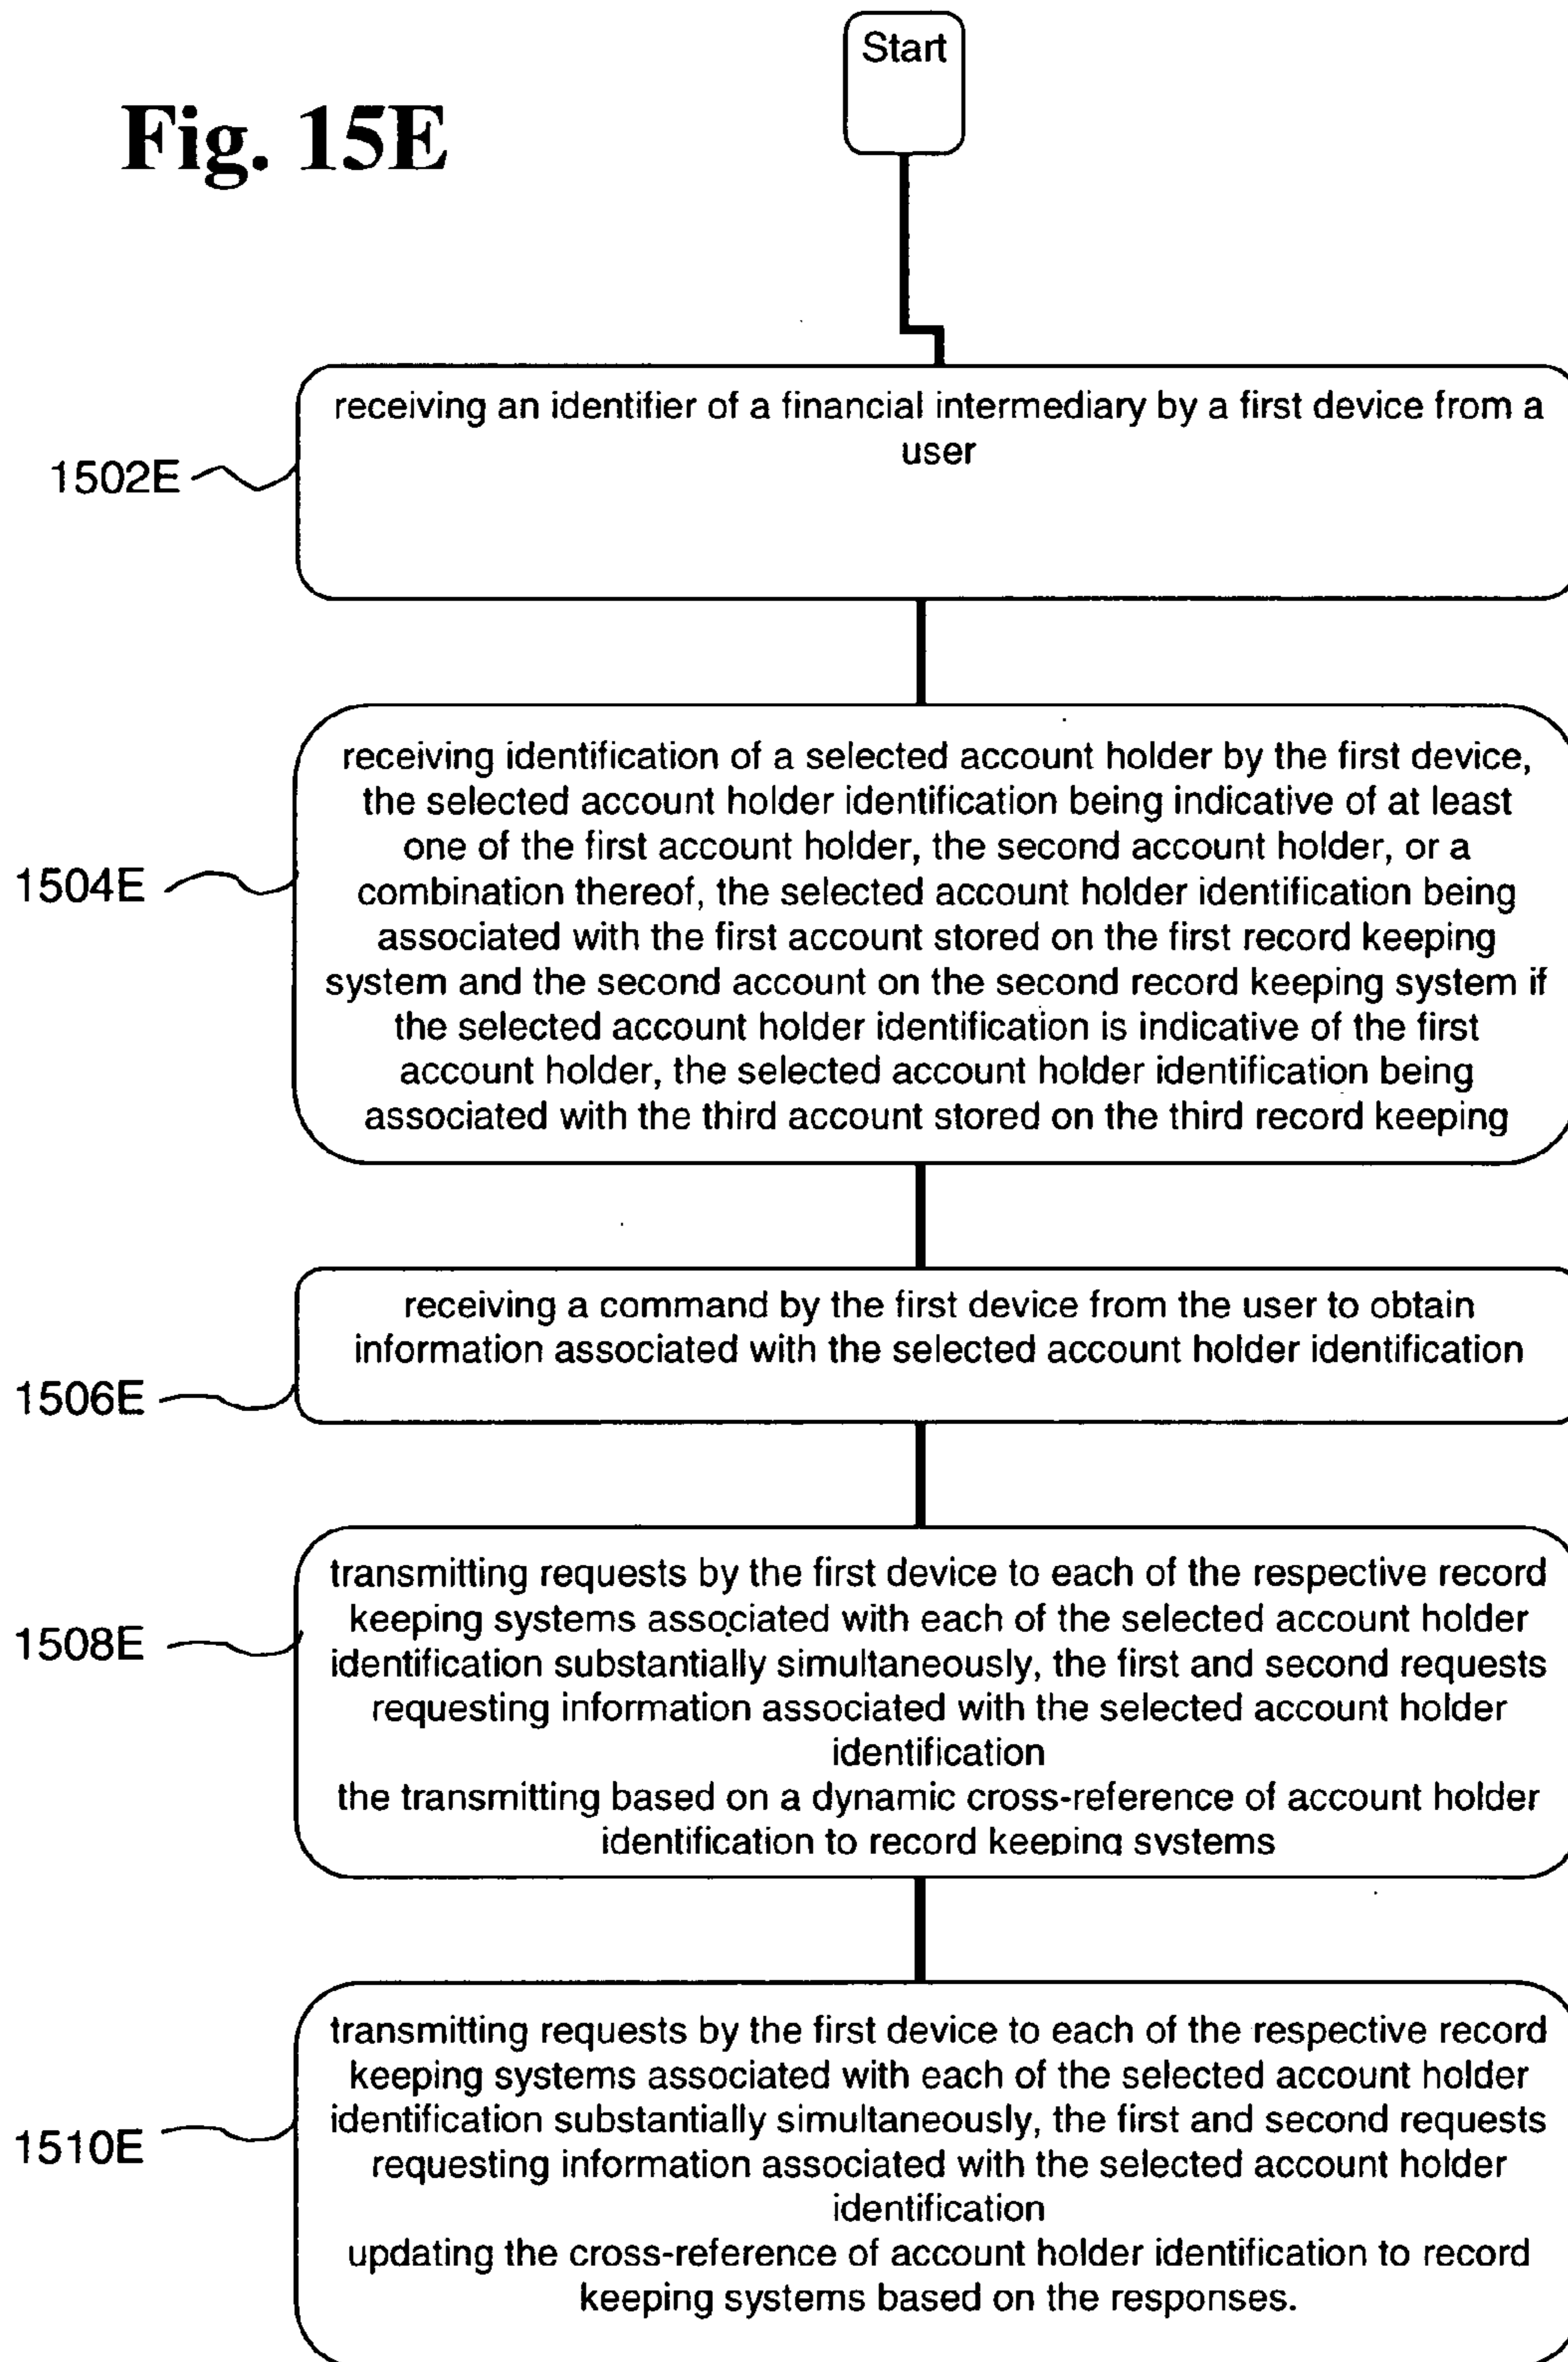 Start
Fig. 15E
receiving an identifier of a financial intermediary by a first device from a
user
1502E
receiving identification of a selected account holder by the first device,
the selected account holder identification being indicative of at least
one of the first account holder, the second account holder, or a
combination thereof, the selected account holder identification being
associated with the first account stored on the first record keeping
system and the second account on the second record keeping system if
the selected account holder identification is indicative of the first
account holder, the selected account holder identification being
associated with the third account stored on the third record keeping
1504E
receiving a command by the first device from the user to obtain
information associated with the selected account holder identification
1506E
transmitting requests by the first device to each of the respective record
keeping systems associated with each of the selected account holder
identification substantially simultaneously, the first and second requests
requesting information associated with the selected account holder
identification
the transmitting based on a dynamic cross-reference of account holder
identification to record keeping systems
1508E
transmitting requests by the first device to each of the respective record
keeping systems associated with each of the selected account holder
identification substantially simultaneously, the first and second requests
requesting information associated with the selected account holder
identification
updating the cross-reference of account holder identification to record
keeping systems based on the responses.
1510E